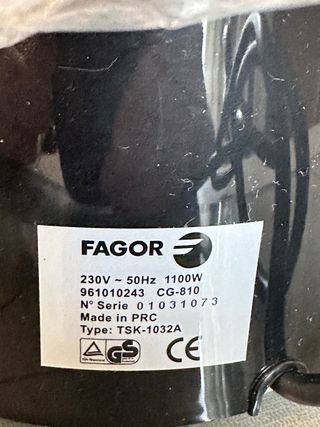 FAGOR
230V ~ 50Hz 1100W
961010243 CG-810
N° Serie 01031073
Made in PRC
Type: TSK-1032A
GS
CE